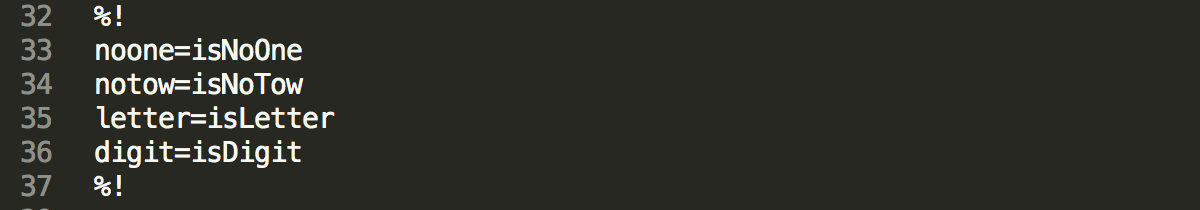 32 %!
33 noone=isNoOne
34 notow=isNoTow
35 letter=isLetter
36 digit=isDigit
37 %!